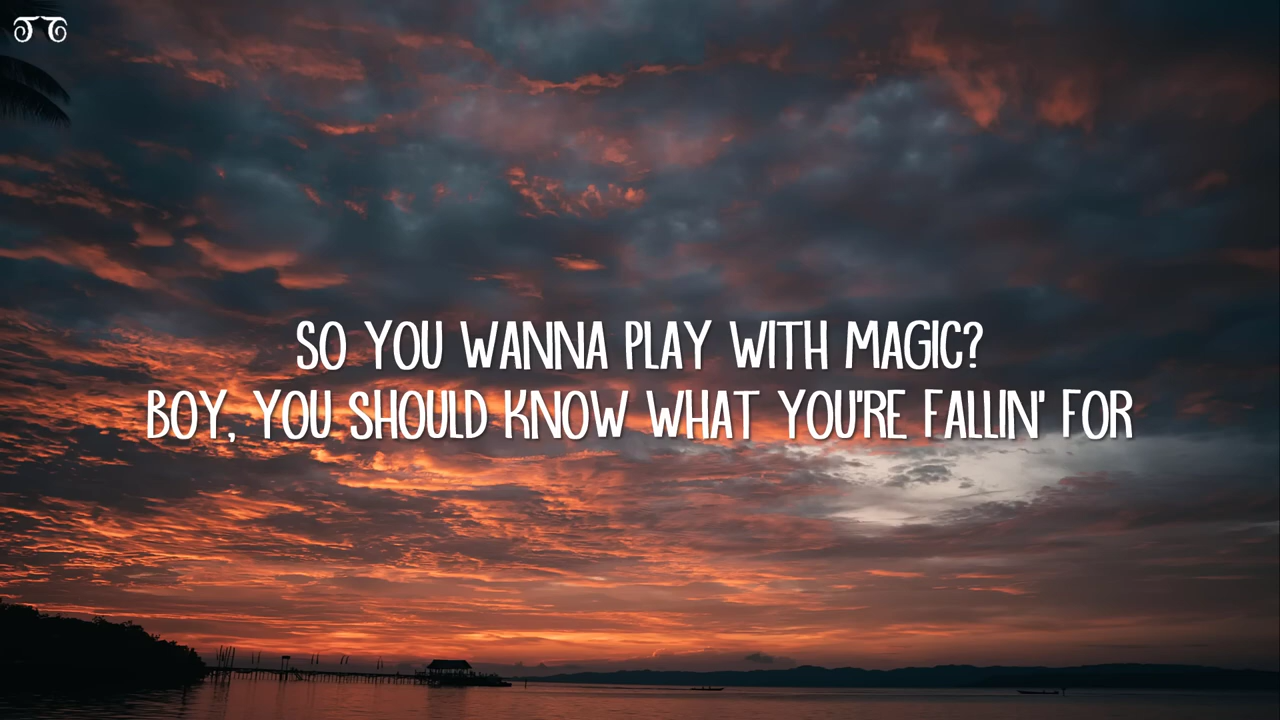 SO YOU WANNA PLAY WITH MAGIC?
BOY, YOU SHOULD KNOW WHAT YOU'RE FALLIN' FOR